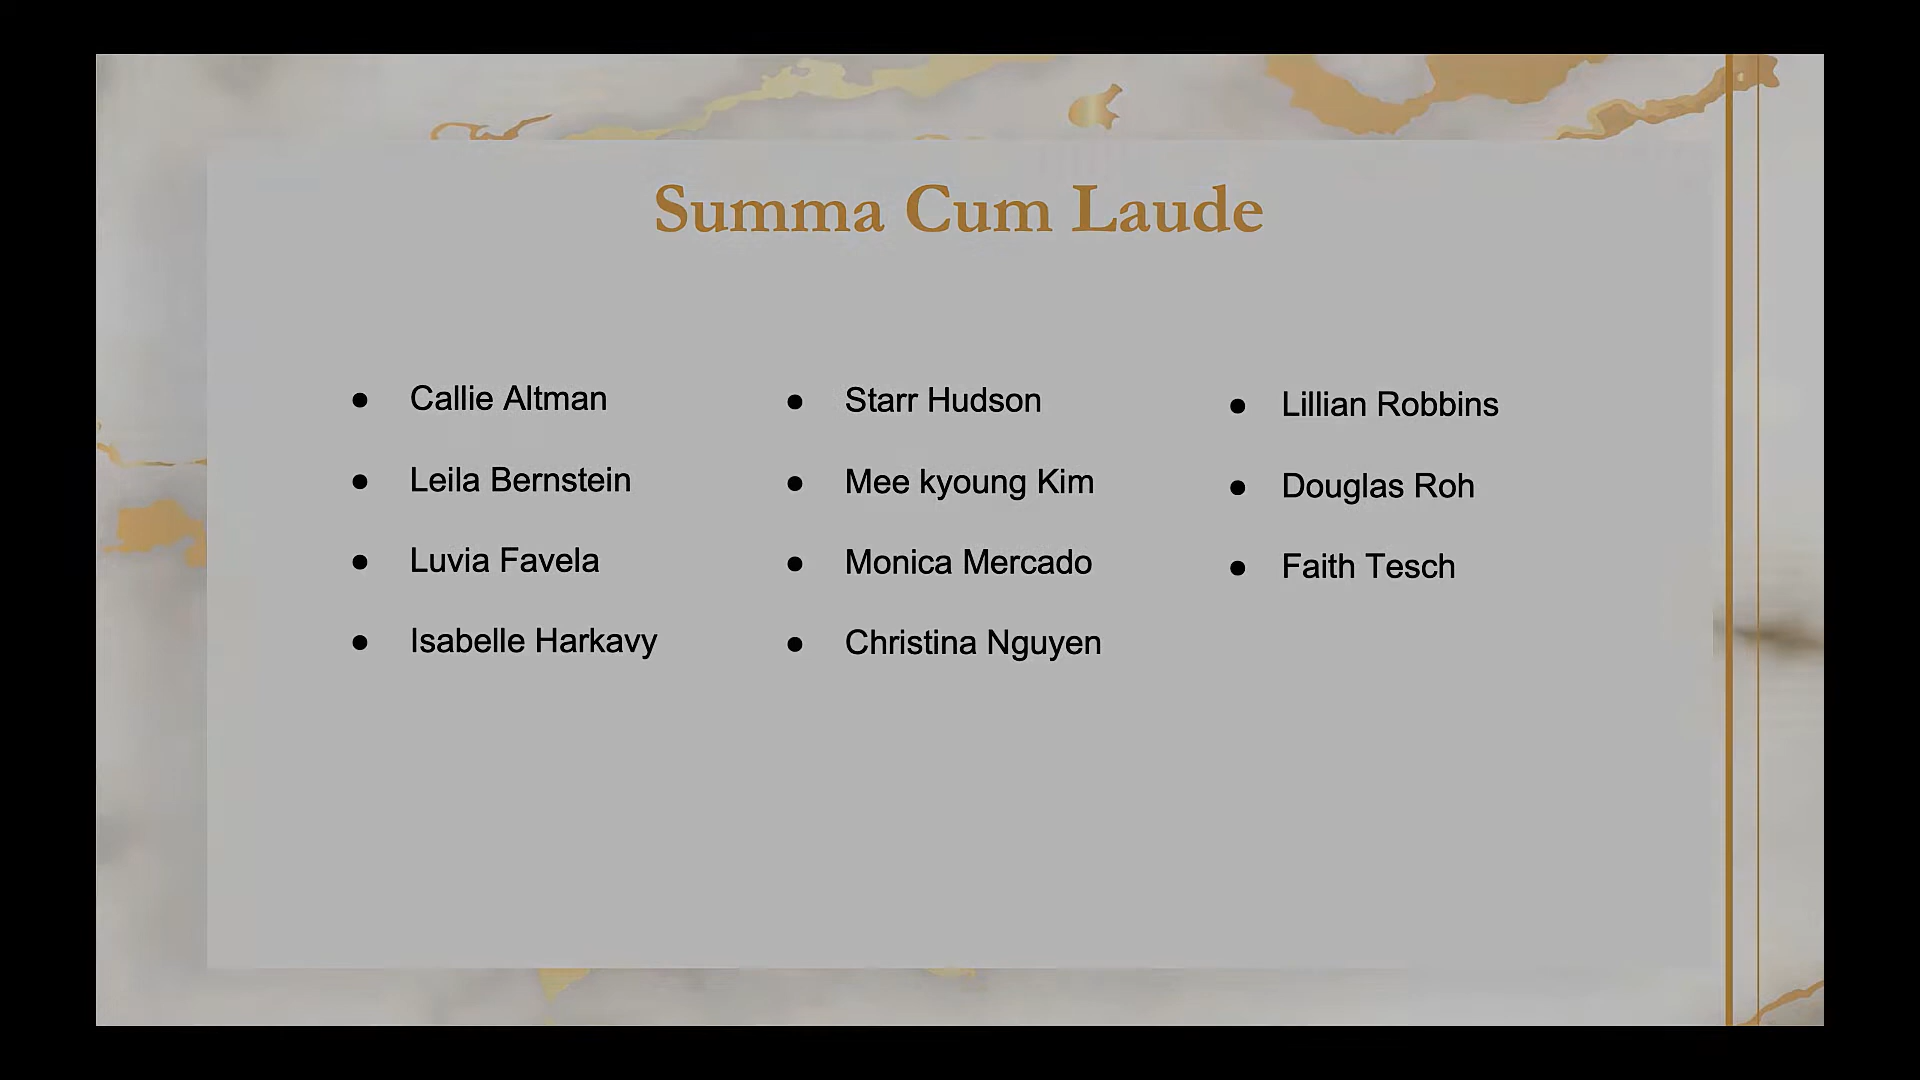 Summa Cum Laude
● Callie Altman
● Leila Bernstein
● Luvia Favela
● Isabelle Harkavy
● Starr Hudson
● Mee kyoung Kim
● Monica Mercado
● Christina Nguyen
● Lillian Robbins
● Douglas Roh
● Faith Tesch